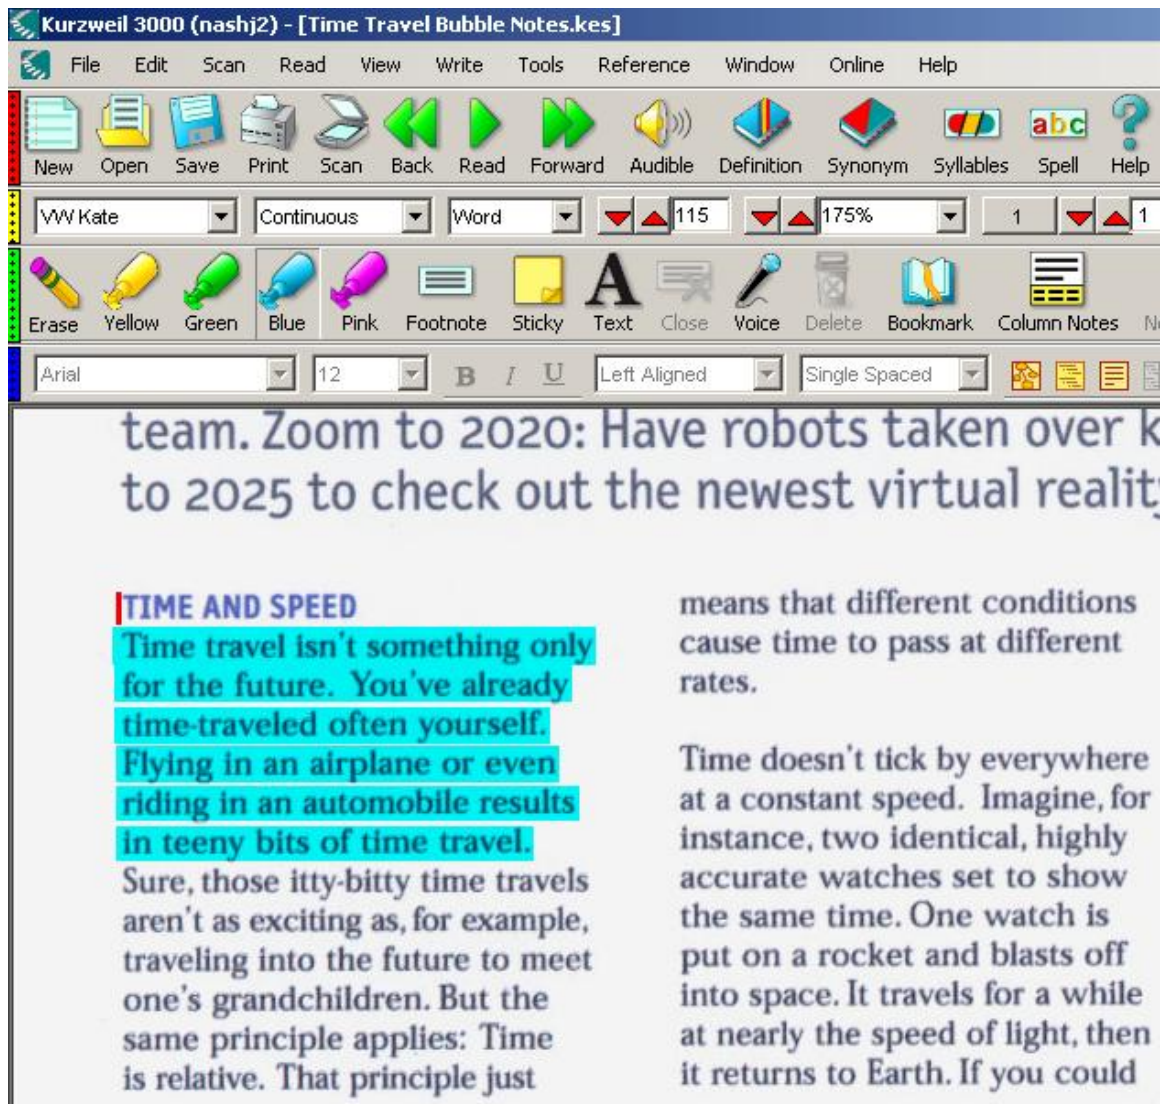 Kurzweil 3000 (nashj2) - [Time Travel Bubble Notes.kes]
File Edit Scan Read View Write Tools Reference Window Online Help
abc
New Open Save Print Scan Back Read Forward Audible Definition Synonym Syllables Spell Help
VW Kate Continuous Word 115 175% 1 1
A
Erase Yellow Green Blue Pink Footnote Sticky Text Close Voice Delete Bookmark Column Notes
Arial 12 B I U Left Aligned Single Spaced
team. Zoom to 2020: Have robots taken over k
to 2025 to check out the newest virtual reality
TIME AND SPEED
Time travel isn't something only
for the future. You've already
time-traveled often yourself.
Flying in an airplane or even
riding in an automobile results
in teeny bits of time travel.
Sure, those itty-bitty time travels
aren't as exciting as, for example,
traveling into the future to meet
one's grandchildren. But the
same principle applies: Time
is relative. That principle just
means that different conditions
cause time to pass at different
rates.
Time doesn't tick by everywhere
at a constant speed. Imagine, for
instance, two identical, highly
accurate watches set to show
the same time. One watch is
put on a rocket and blasts off
into space. It travels for a while
at nearly the speed of light, then
it returns to Earth. If you could